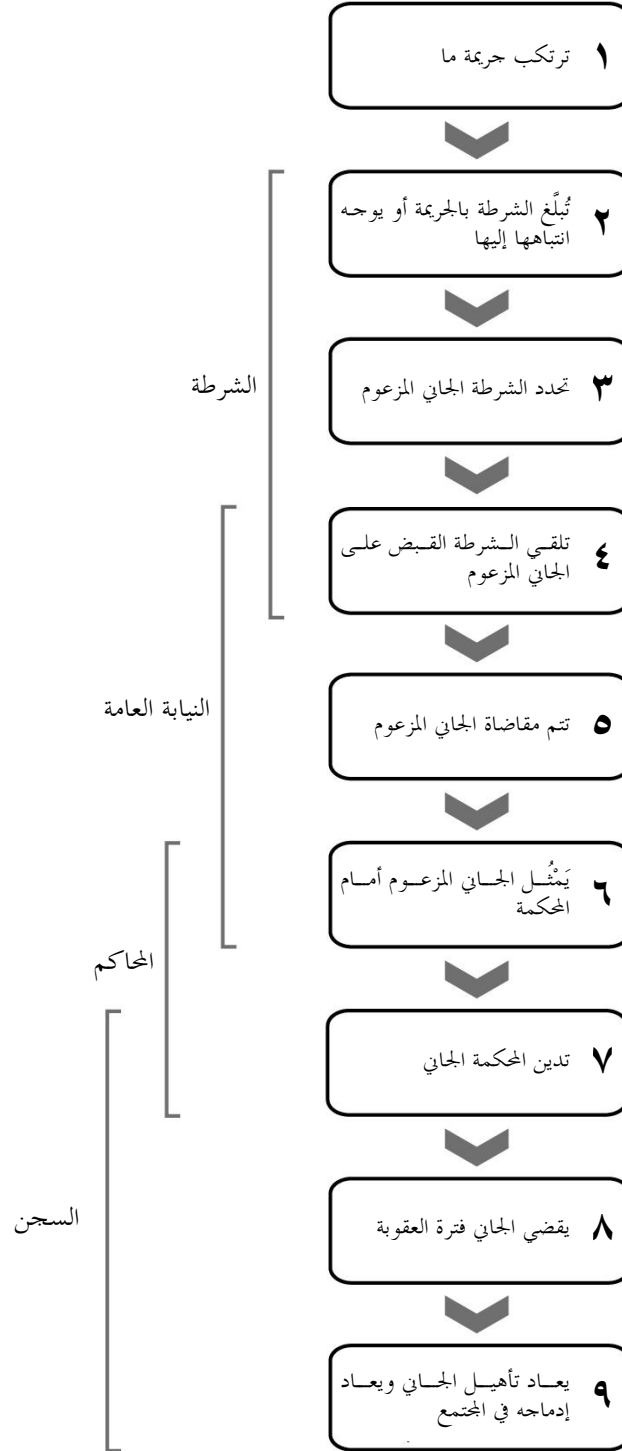 ١ ترتكب جريمة ما
٢ تُبلَّغ الشرطة بالجريمة أو يوجه
انتباهها إليها
٣ تحدد الشرطة الجاني المزعوم
الشرطة
٤ تلقي الشرطة القبض على
الجاني المزعوم
٥ تتم مقاضاة الجاني المزعوم
النيابة العامة
٦ يَمْثُل الجاني المزعوم أمام
المحكمة
المحاكم
٧ تدين المحكمة الجاني
٨ يقضي الجاني فترة العقوبة
السجن
٩ يعاد تأهيل الجاني ويعاد
إدماجه في المجتمع